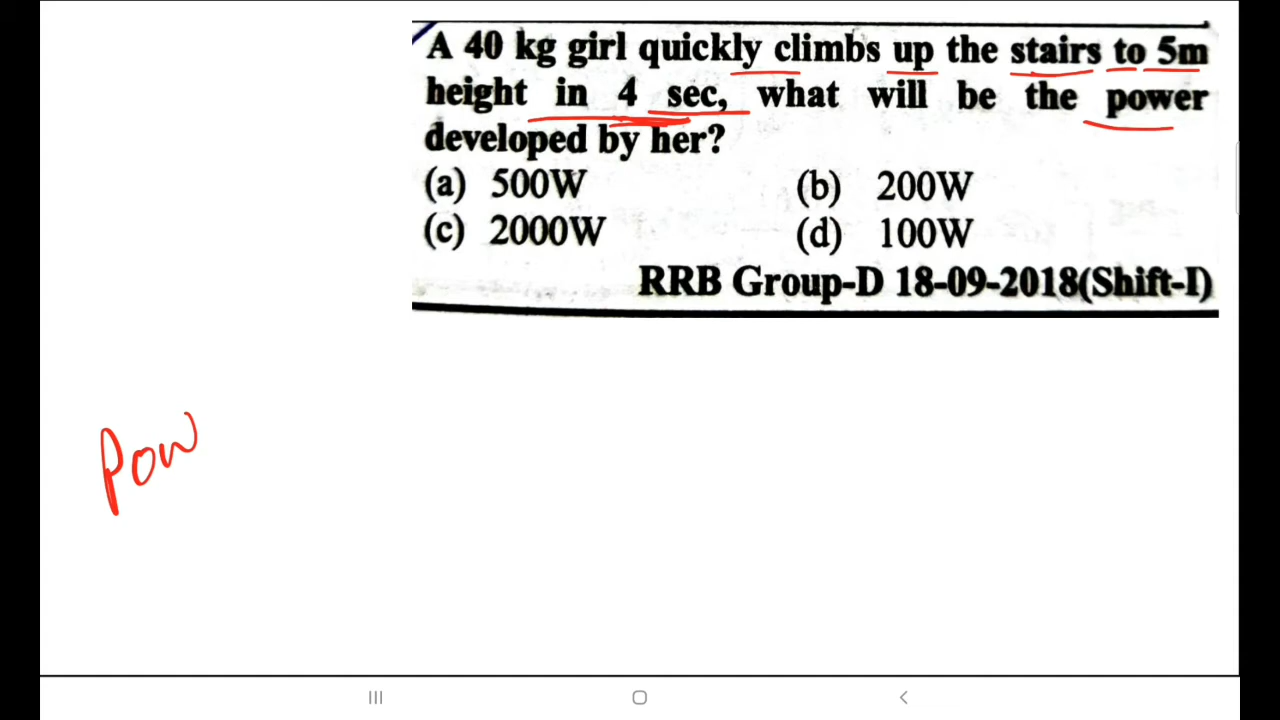 A 40 kg girl quickly climbs up the stairs to 5m
height in 4 sec, what will be the power
developed by her?
(a) 500W (b) 200W
(c) 2000W (d) 100W
RRB Group-D 18-09-2018(Shift-I)
Pow